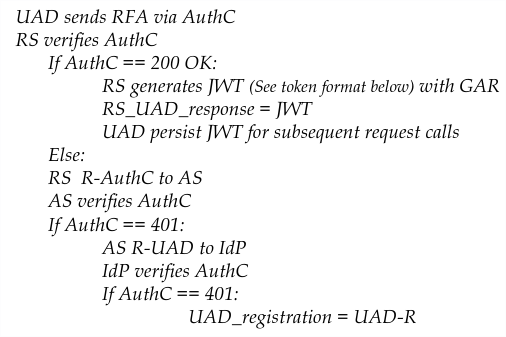 UAD sends RFA via AuthC
RS verifies AuthC
If AuthC == 200 OK:
RS generates JWT (See token format below) with GAR
RS_UAD_response = JWT
UAD persist JWT for subsequent request calls
Else:
RS  R-AuthC to AS
AS verifies AuthC
If AuthC == 401:
AS R-UAD to IdP
IdP verifies AuthC
If AuthC == 401:
UAD_registration = UAD-R